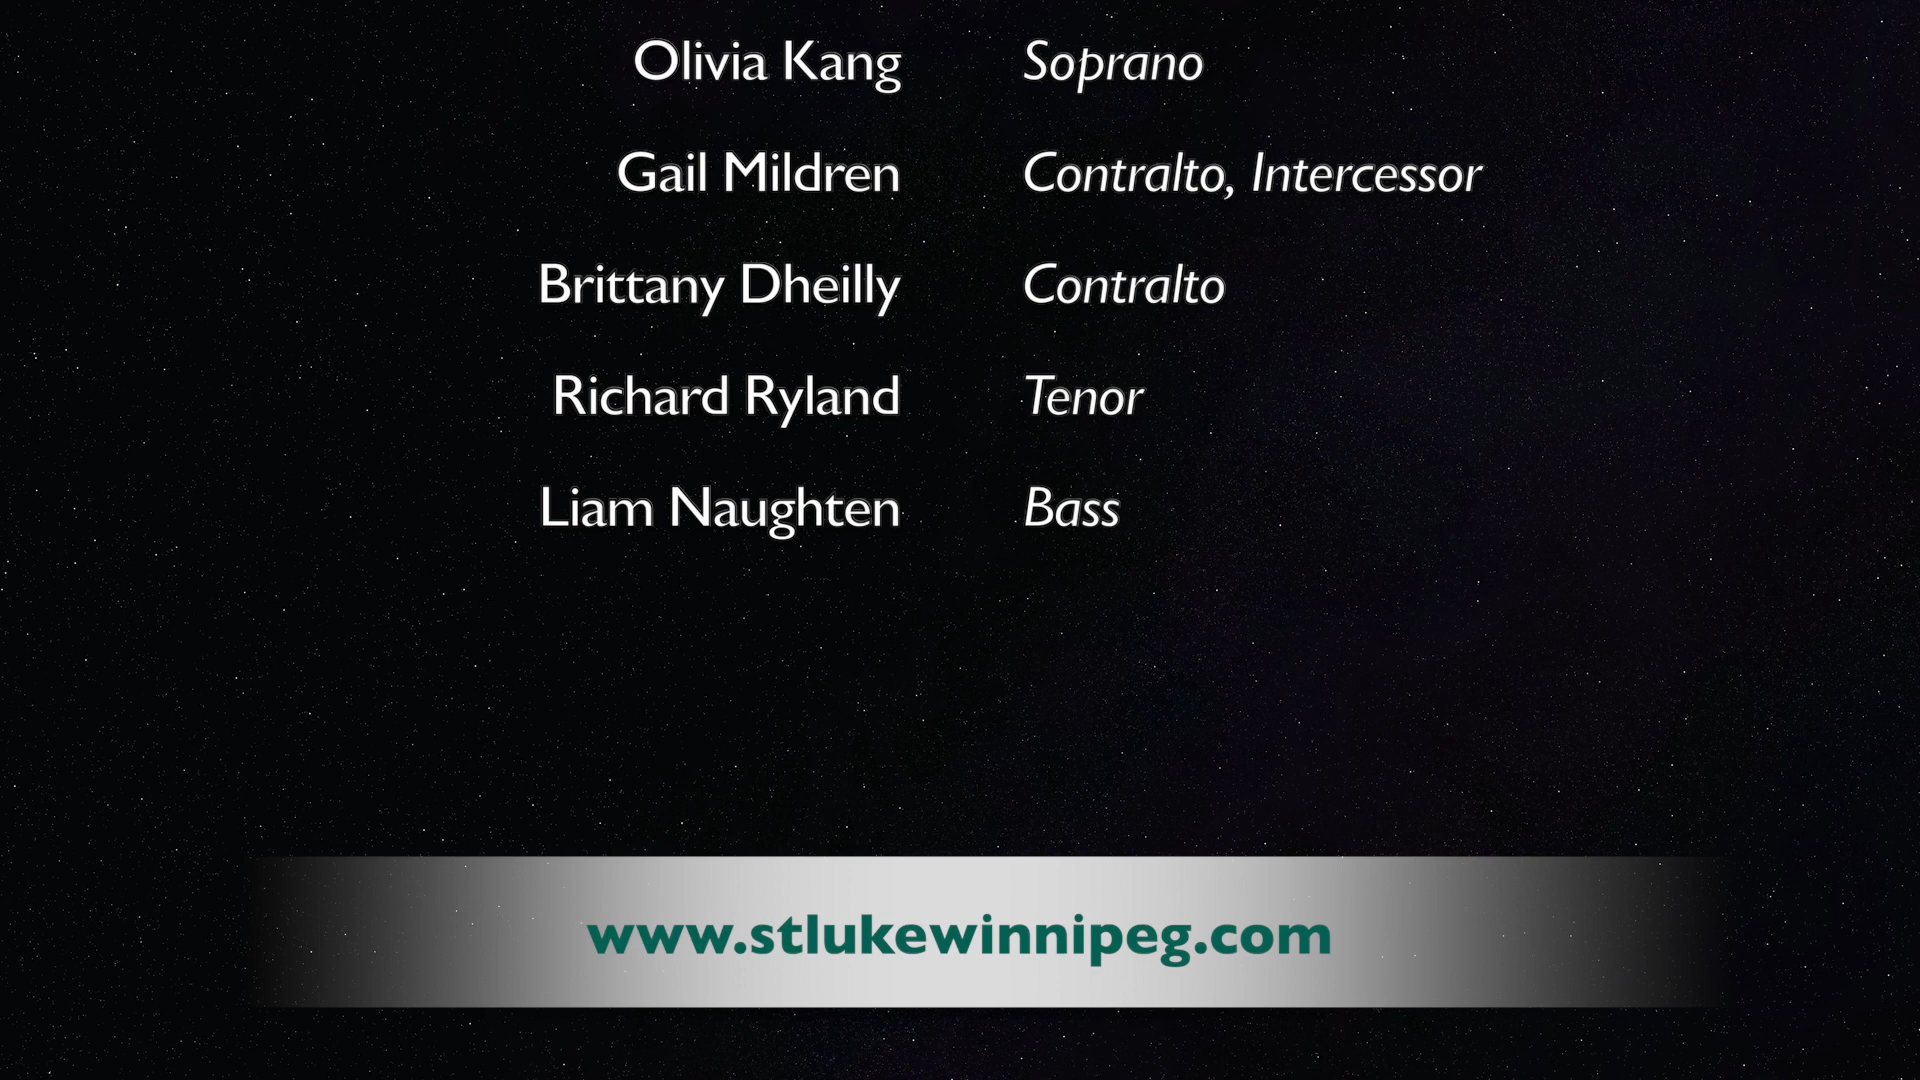 Olivia Kang Soprano
Gail Mildren Contralto, Intercessor
Brittany Dheilly Contralto
Richard Ryland Tenor
Liam Naughten Bass
www.stlukewinnipeg.com